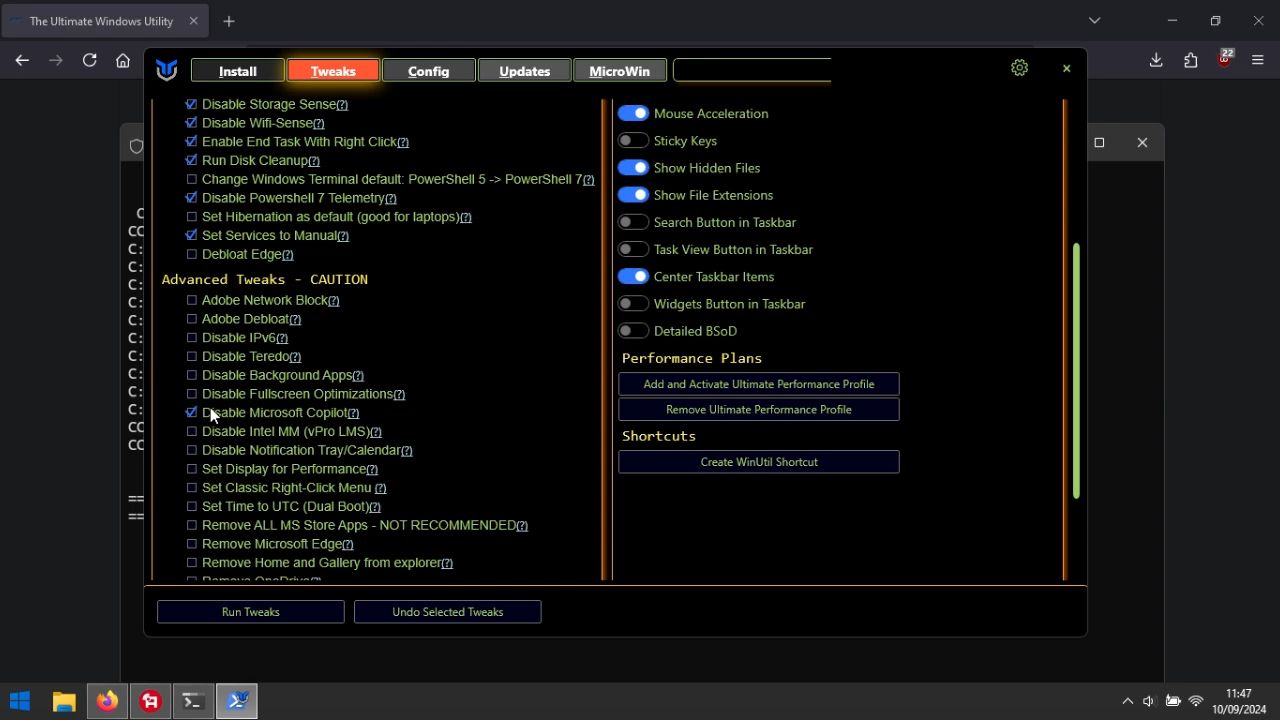 The Ultimate Windows Utility
22
Install
Tweaks
Config
Updates
MicroWin
Disable Storage Sense(?)
Disable Wifi-Sense(?)
Enable End Task With Right Click(?)
Run Disk Cleanup(?)
Change Windows Terminal default: PowerShell 5 -> PowerShell 7(?)
Disable Powershell 7 Telemetry(?)
Set Hibernation as default (good for laptops)(?)
Set Services to Manual(?)
Debloat Edge(?)
Advanced Tweaks - CAUTION
Adobe Network Block(?)
Adobe Debloat(?)
Disable IPv6(?)
Disable Teredo(?)
Disable Background Apps(?)
Disable Fullscreen Optimizations(?)
Disable Microsoft Copilot(?)
Disable Intel MM (vPro LMS)(?)
Disable Notification Tray/Calendar(?)
Set Display for Performance(?)
Set Classic Right-Click Menu (?)
Set Time to UTC (Dual Boot)(?)
Remove ALL MS Store Apps - NOT RECOMMENDED(?)
Remove Microsoft Edge(?)
Remove Home and Gallery from explorer(?)
Remove OneDrive(?)
Mouse Acceleration
Sticky Keys
Show Hidden Files
Show File Extensions
Search Button in Taskbar
Task View Button in Taskbar
Center Taskbar Items
Widgets Button in Taskbar
Detailed BSoD
Performance Plans
Add and Activate Ultimate Performance Profile
Remove Ultimate Performance Profile
Shortcuts
Create WinUtil Shortcut
Run Tweaks
Undo Selected Tweaks
C
CO
C:
C:
C:
C:
C:
C:
C:
C:
C:
C:
C:
CO
CO
==
==
11:47
10/09/2024